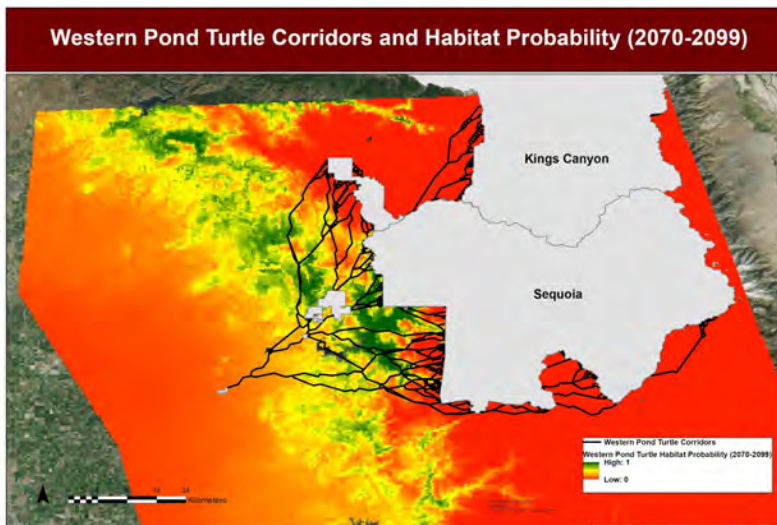 Western Pond Turtle Corridors and Habitat Probability (2070-2099)
Kings Canyon
Sequoia
Western Pond Turtle Corridors
Western Pond Turtle Habitat Probability (2070-2099)
High: 1
Low: 0
Kilometers